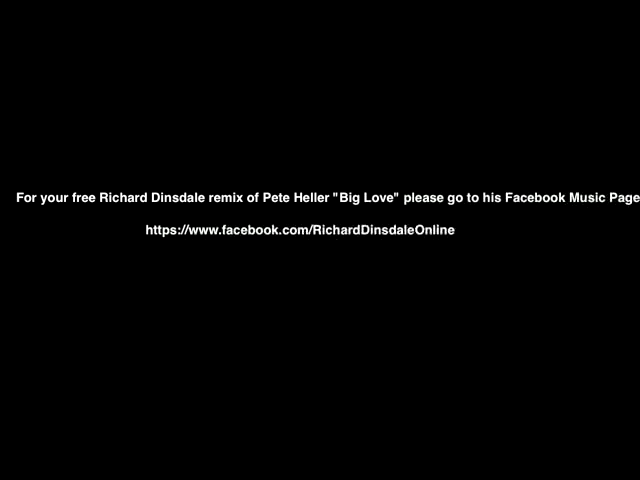 For your free Richard Dinsdale remix of Pete Heller "Big Love" please go to his Facebook Music Page
https://www.facebook.com/RichardDinsdaleOnline